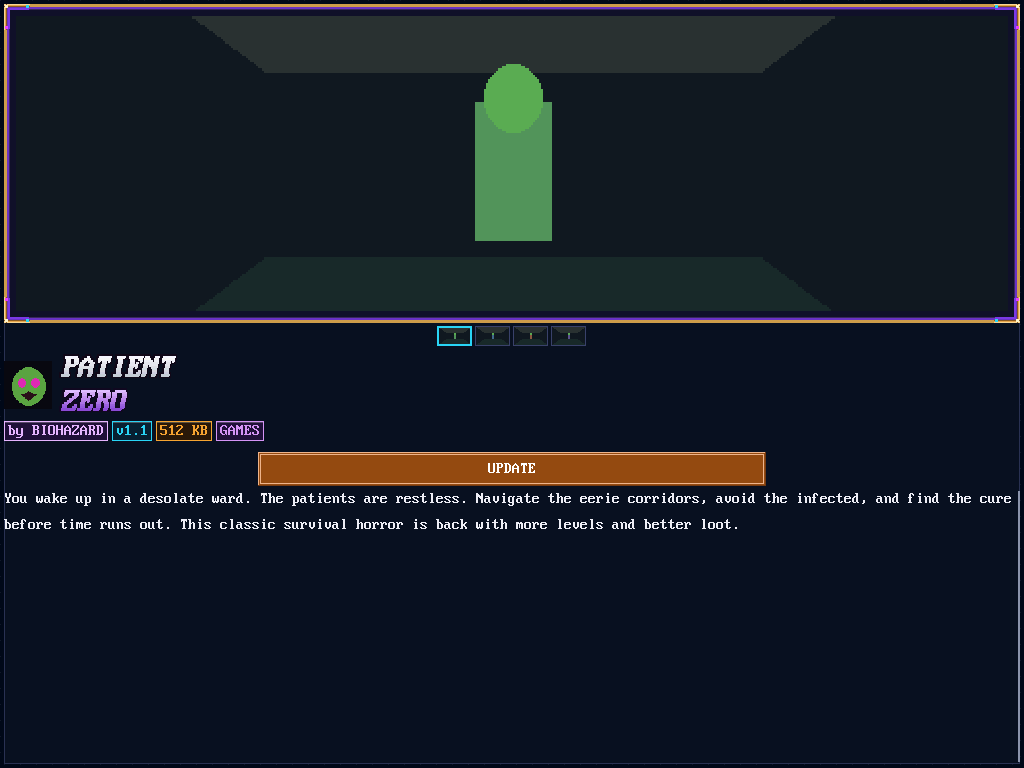 PATIENT
ZERO
by BIOHAZARD v1.1 512 KB GAMES
UPDATE
You wake up in a desolate ward. The patients are restless. Navigate the eerie corridors, avoid the infected, and find the cure
before time runs out. This classic survival horror is back with more levels and better loot.